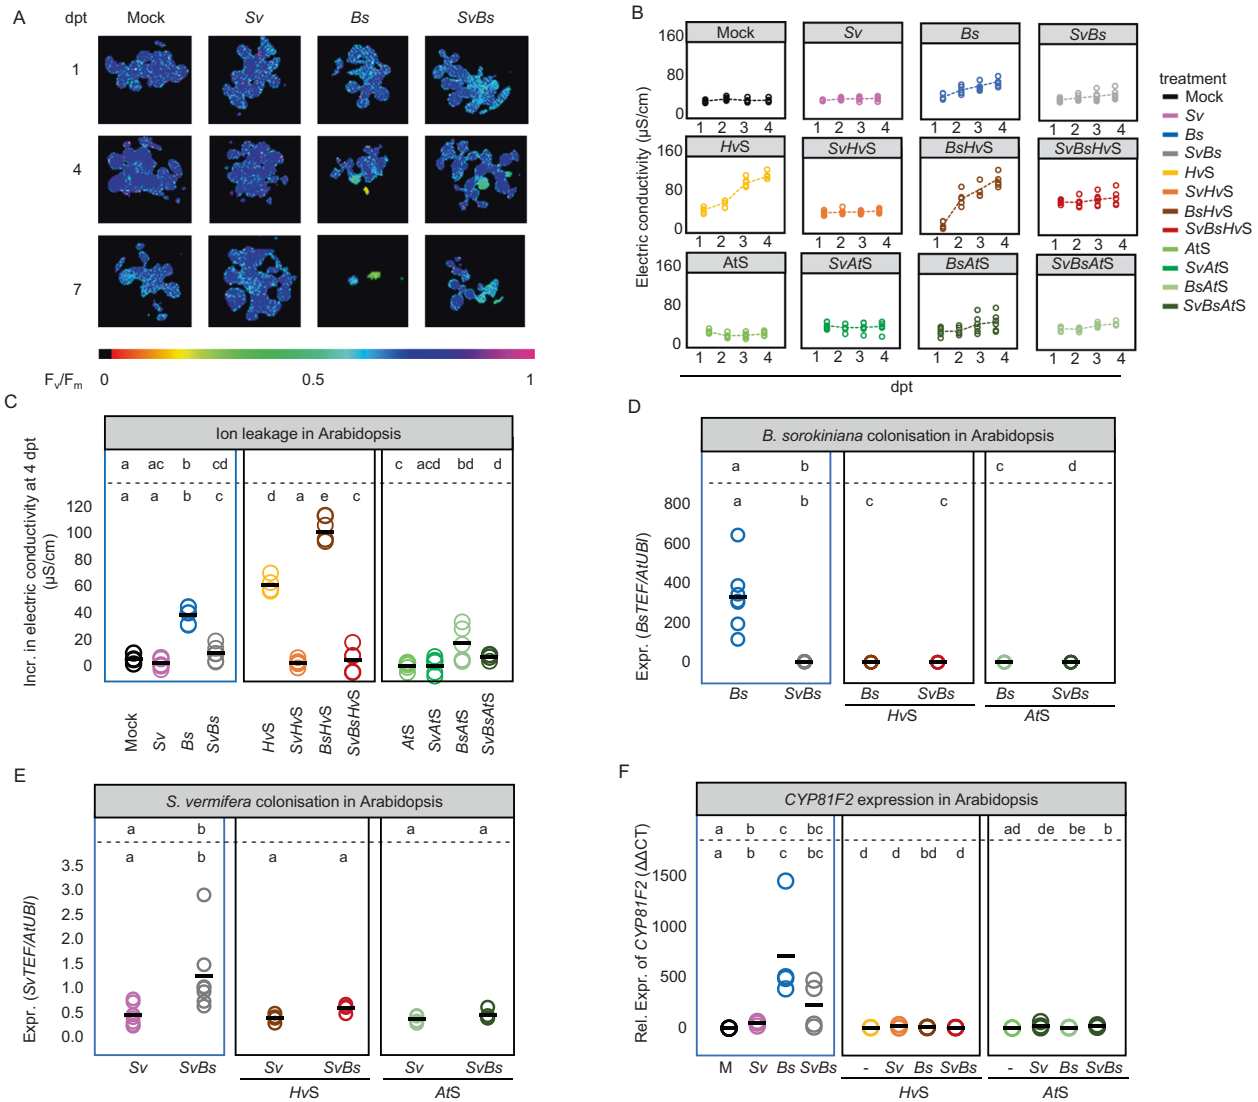 A
dpt Mock Sv Bs SvBs
1
4
7
Fv/Fm 0 0.5 1
B
Electric conductivity (µS/cm)
160
80
0
Mock Sv Bs SvBs
1 2 3 4 1 2 3 4 1 2 3 4 1 2 3 4
160
80
0
HvS SvHvS BsHvS SvBsHvS
1 2 3 4 1 2 3 4 1 2 3 4 1 2 3 4
160
80
0
AtS SvAtS BsAtS SvBsAtS
1 2 3 4 1 2 3 4 1 2 3 4 1 2 3 4
dpt
treatment
Mock
Sv
Bs
SvBs
HvS
SvHvS
BsHvS
SvBsHvS
AtS
SvAtS
BsAtS
SvBsAtS
C
Ion leakage in Arabidopsis
Incr. in electric conductivity at 4 dpt
(µS/cm)
a ac b cd c acd bd d
a a b c d a e c
120
100
80
60
40
20
0
Mock Sv Bs SvBs HvS SvHvS BsHvS SvBsHvS AtS SvAtS BsAtS SvBsAtS
D
B. sorokiniana colonisation in Arabidopsis
Expr. (BsTEF/AtUBI)
a b c d
a b c c
800
600
400
200
0
Bs SvBs Bs SvBs Bs SvBs
HvS AtS
E
S. vermifera colonisation in Arabidopsis
Expr. (SvTEF/AtUBI)
a b a a
a b a a
3.5
3.0
2.5
2.0
1.5
1.0
0.5
0.0
Sv SvBs Sv SvBs Sv SvBs
HvS AtS
F
CYP81F2 expression in Arabidopsis
Rel. Expr. of CYP81F2 (ΔΔCT)
a b c bc ad de be b
a b c bc d d bd d
1500
1000
500
0
M Sv Bs SvBs - Sv Bs SvBs - Sv Bs SvBs
HvS AtS